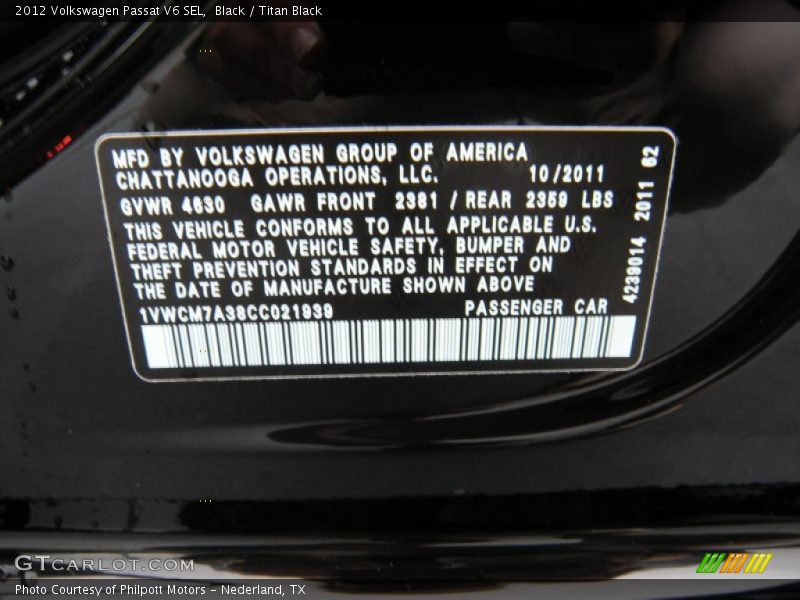 2012 Volkswagen Passat V6 SEL,  Black / Titan Black
MFD BY VOLKSWAGEN GROUP OF AMERICA
CHATTANOOGA OPERATIONS, LLC. 10/2011
GVWR 4630 GAWR FRONT 2381 / REAR 2359 LBS
THIS VEHICLE CONFORMS TO ALL APPLICABLE U.S.
FEDERAL MOTOR VEHICLE SAFETY, BUMPER AND
THEFT PREVENTION STANDARDS IN EFFECT ON
THE DATE OF MANUFACTURE SHOWN ABOVE
1VWCM7A38CC021939 PASSENGER CAR
4239014 2011 62
GTCARLOT.COM
Photo Courtesy of Philpott Motors - Nederland, TX